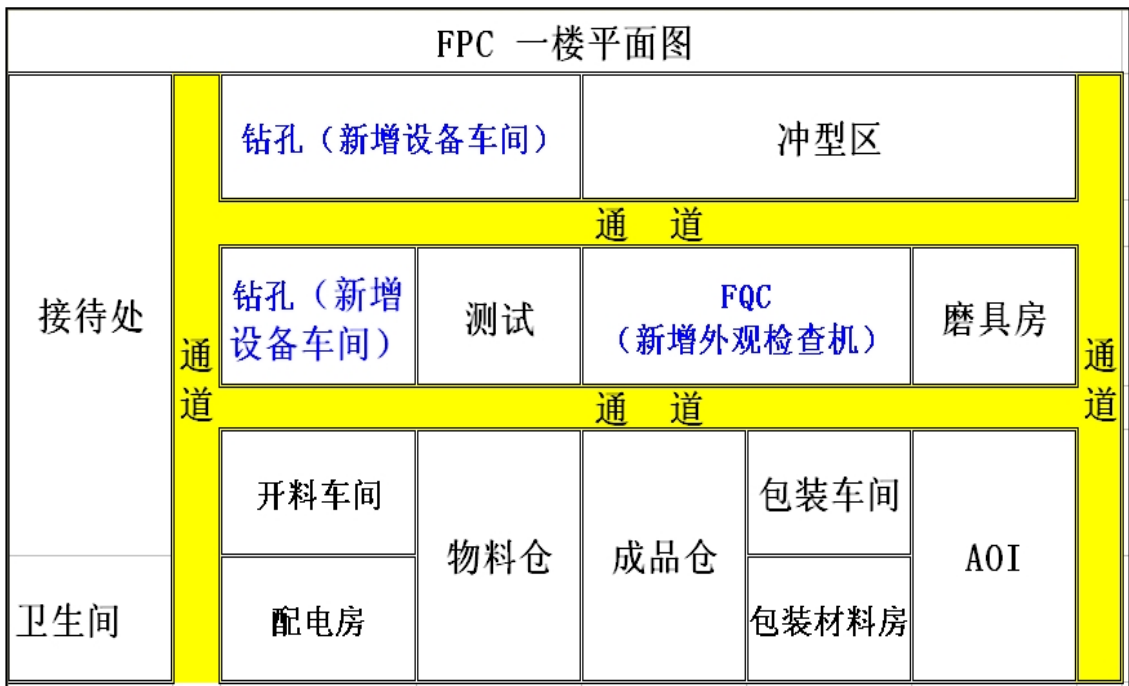 FPC 一楼平面图
钻孔（新增设备车间）
冲型区
通 道
接待处
通道
钻孔（新增
设备车间）
测试
FQC
（新增外观检查机）
磨具房
通道
通 道
开料车间
物料仓
成品仓
包装车间
AOI
卫生间
配电房
包装材料房